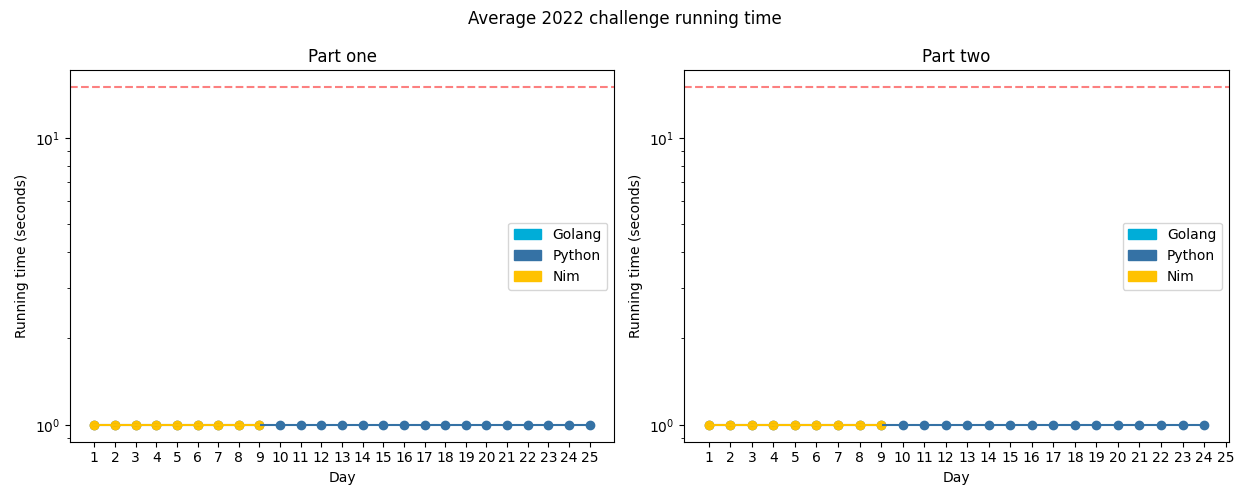 Average 2022 challenge running time
Part one
Running time (seconds)
10¹
10⁰
Golang
Python
Nim
1 2 3 4 5 6 7 8 9 10 11 12 13 14 15 16 17 18 19 20 21 22 23 24 25
Day
Part two
Running time (seconds)
10¹
10⁰
Golang
Python
Nim
1 2 3 4 5 6 7 8 9 10 11 12 13 14 15 16 17 18 19 20 21 22 23 24 25
Day